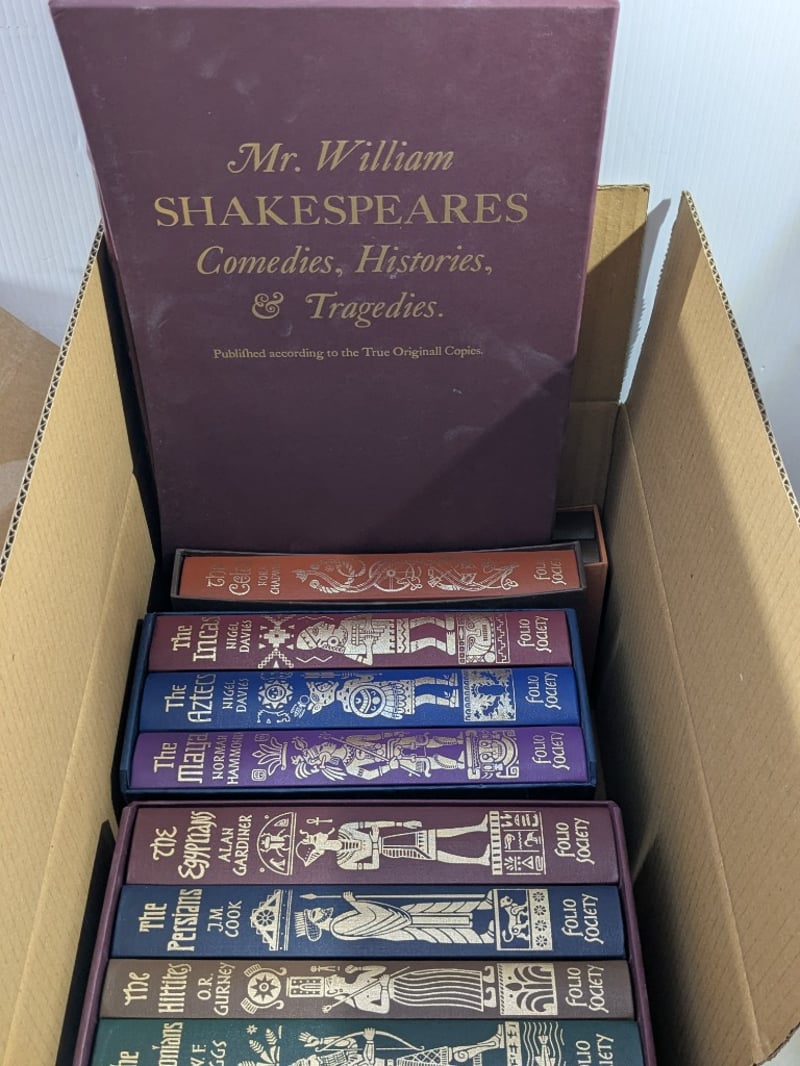 Mr. William
SHAKESPEARES
Comedies, Histories,
& Tragedies.
Publiſhed according to the True Originall Copies.
The
Incas
NIGEL
DAVIES
FOLIO
SOCIETY
The
Aztecs
NIGEL
DAVIES
FOLIO
SOCIETY
The
Maya
NORMAN
HAMMOND
FOLIO
SOCIETY
The
Egyptians
ALAN
GARDINER
FOLIO
SOCIETY
The
Persians
J.M.
COOK
FOLIO
SOCIETY
The
Hittites
O.R.
GURNEY
FOLIO
SOCIETY
The